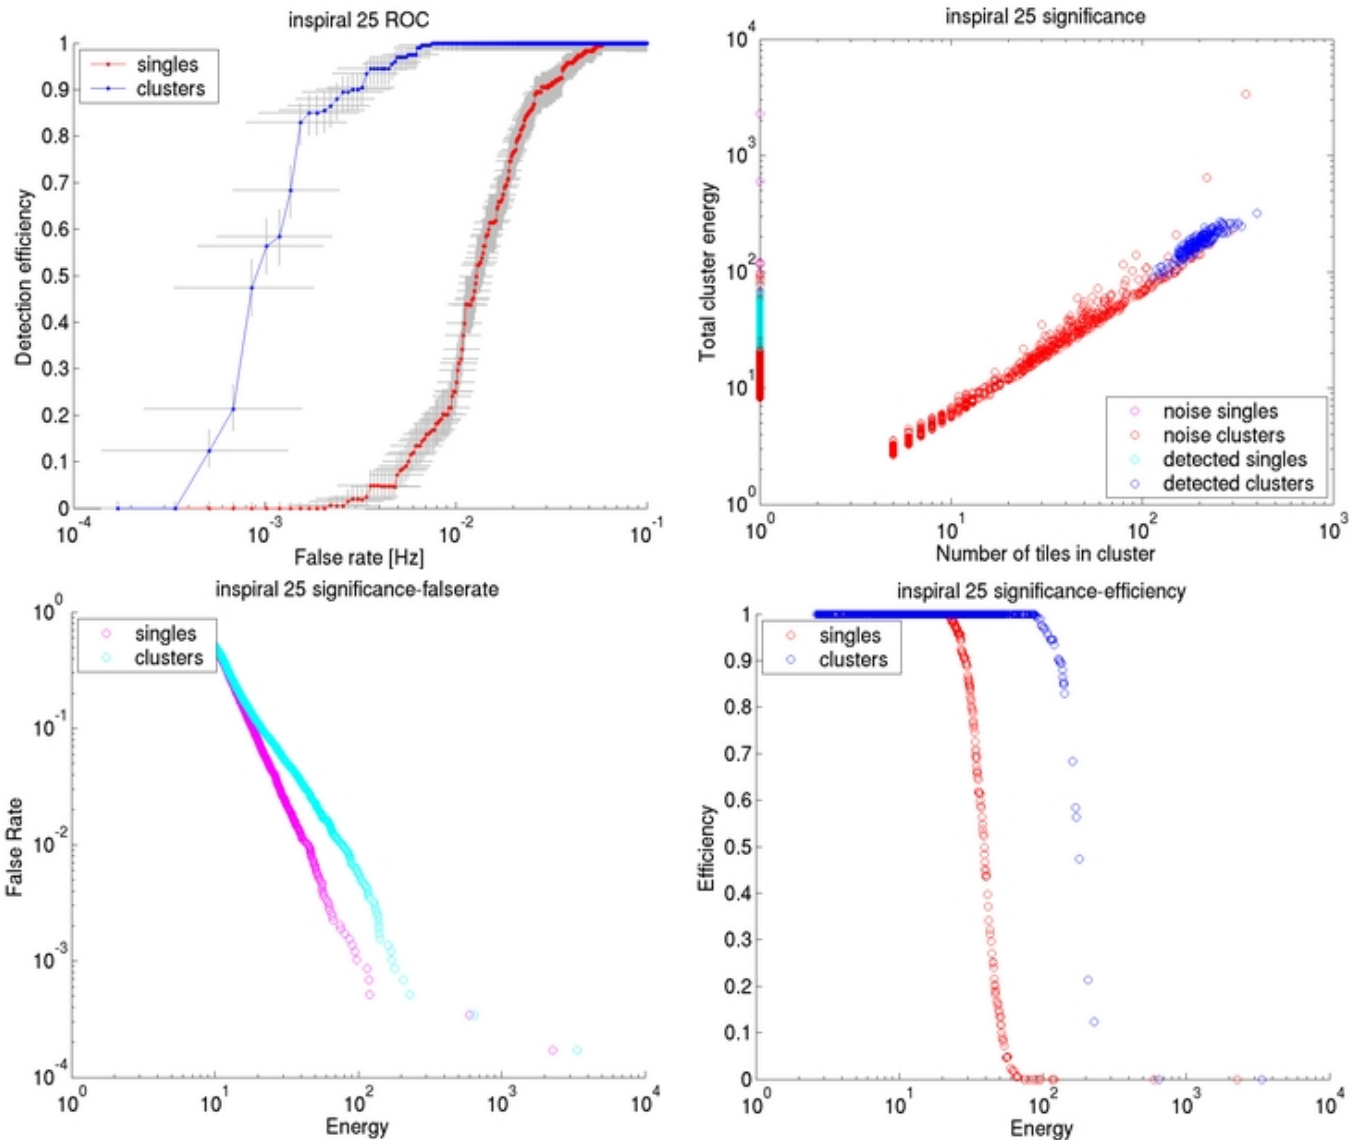 inspiral 25 ROC
singles
clusters
1
0.9
0.8
0.7
0.6
0.5
0.4
0.3
0.2
0.1
0
10^-4
10^-3
10^-2
10^-1
Detection efficiency
False rate [Hz]
inspiral 25 significance
10^4
10^3
10^2
10^1
10^0
noise singles
noise clusters
detected singles
detected clusters
10^0
10^1
10^2
10^3
Total cluster energy
Number of tiles in cluster
inspiral 25 significance-falserate
singles
clusters
10^0
10^-1
10^-2
10^-3
10^-4
10^0
10^1
10^2
10^3
10^4
False Rate
Energy
inspiral 25 significance-efficiency
singles
clusters
1
0.9
0.8
0.7
0.6
0.5
0.4
0.3
0.2
0.1
0
10^0
10^1
10^2
10^3
10^4
Efficiency
Energy